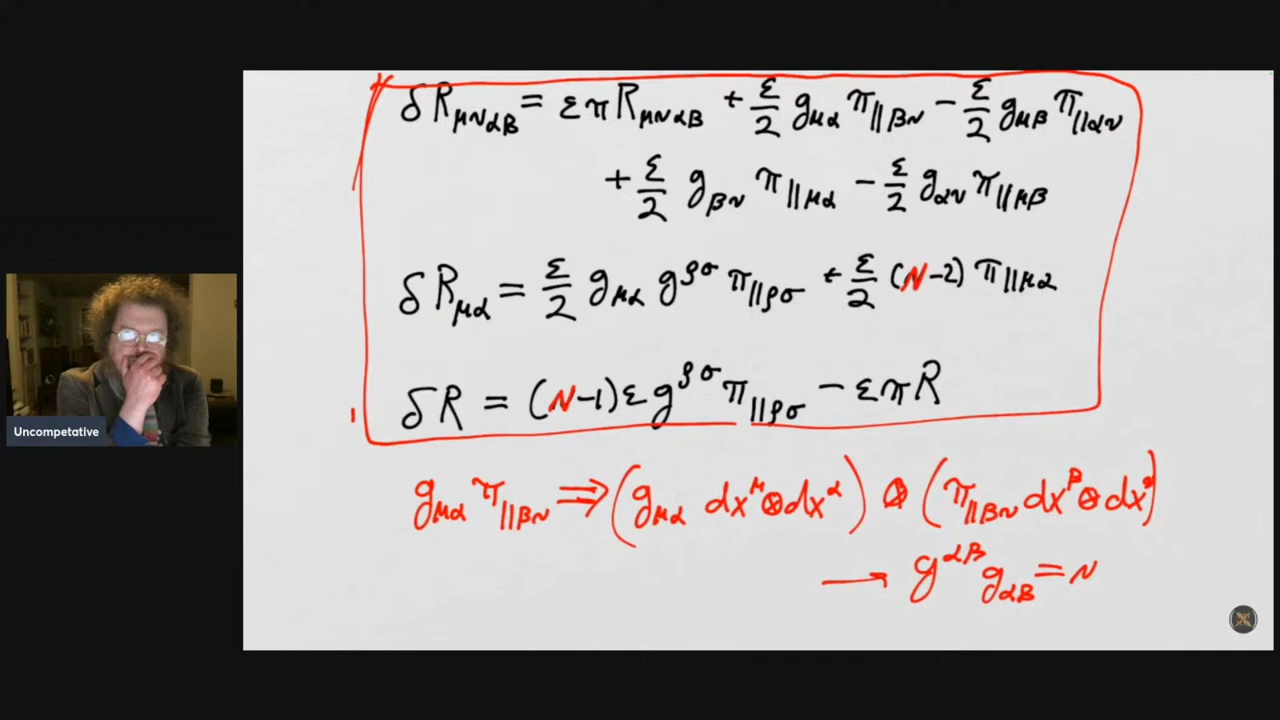 δR_{μναβ} = επR_{μναβ} + ε/2 g_{μα} π_{||βν} − ε/2 g_{μβ} π_{||αν}
+ ε/2 g_{βν} π_{||μα} − ε/2 g_{αν} π_{||μβ}
δR_{μα} = ε/2 g_{μα} g^{ρσ} π_{||ρσ} + ε/2 (N−2) π_{||μα}
δR = (N−1) ε g^{ρσ} π_{||ρσ} − επR
g_{μα} π_{||βν} ⇒ (g_{μα} dx^μ ⊗ dx^α) ⊗ (π_{||βν} dx^β ⊗ dx^ν)
→ g^{αβ} g_{αβ} = N
Uncompetative